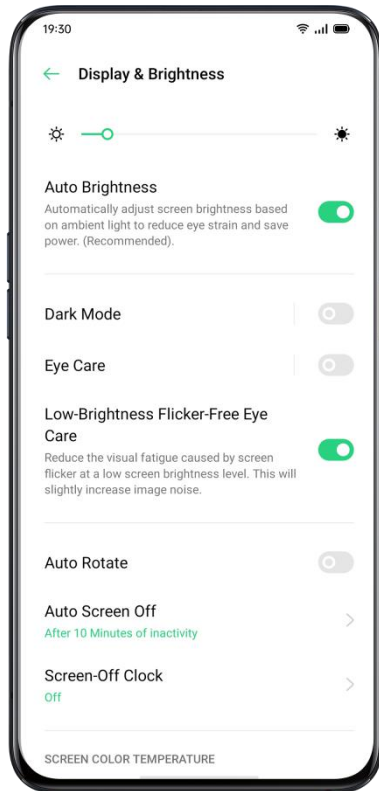 19:30
Display & Brightness
Auto Brightness
Automatically adjust screen brightness based
on ambient light to reduce eye strain and save
power. (Recommended).
Dark Mode
Eye Care
Low-Brightness Flicker-Free Eye
Care
Reduce the visual fatigue caused by screen
flicker at a low screen brightness level. This will
slightly increase image noise.
Auto Rotate
Auto Screen Off
After 10 Minutes of inactivity
Screen-Off Clock
Off
SCREEN COLOR TEMPERATURE